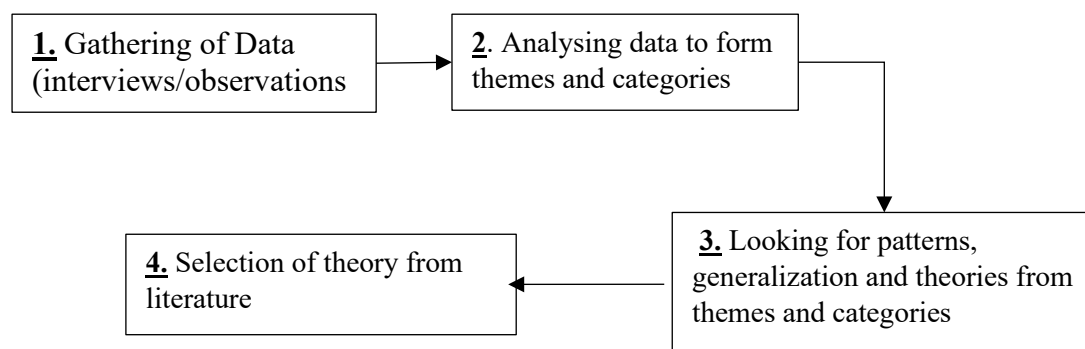 1. Gathering of Data
(interviews/observations
2. Analysing data to form
themes and categories
3. Looking for patterns,
generalization and theories from
themes and categories
4. Selection of theory from
literature